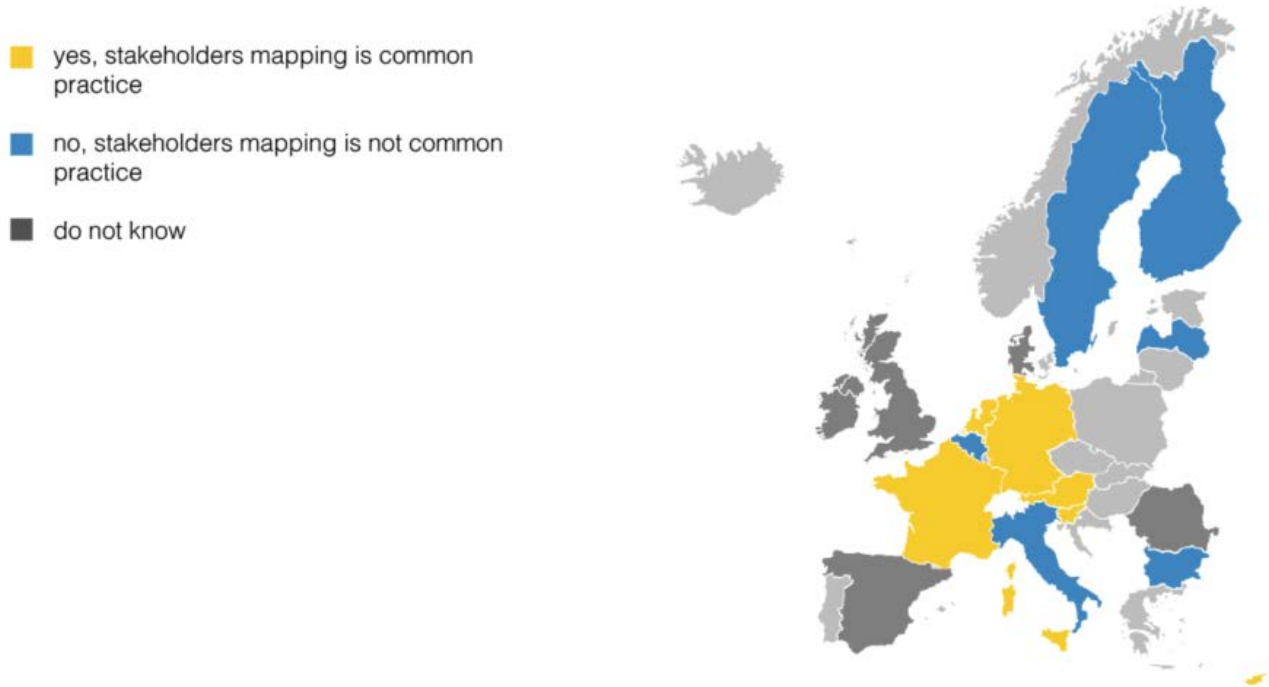 yes, stakeholders mapping is common
practice
no, stakeholders mapping is not common
practice
do not know